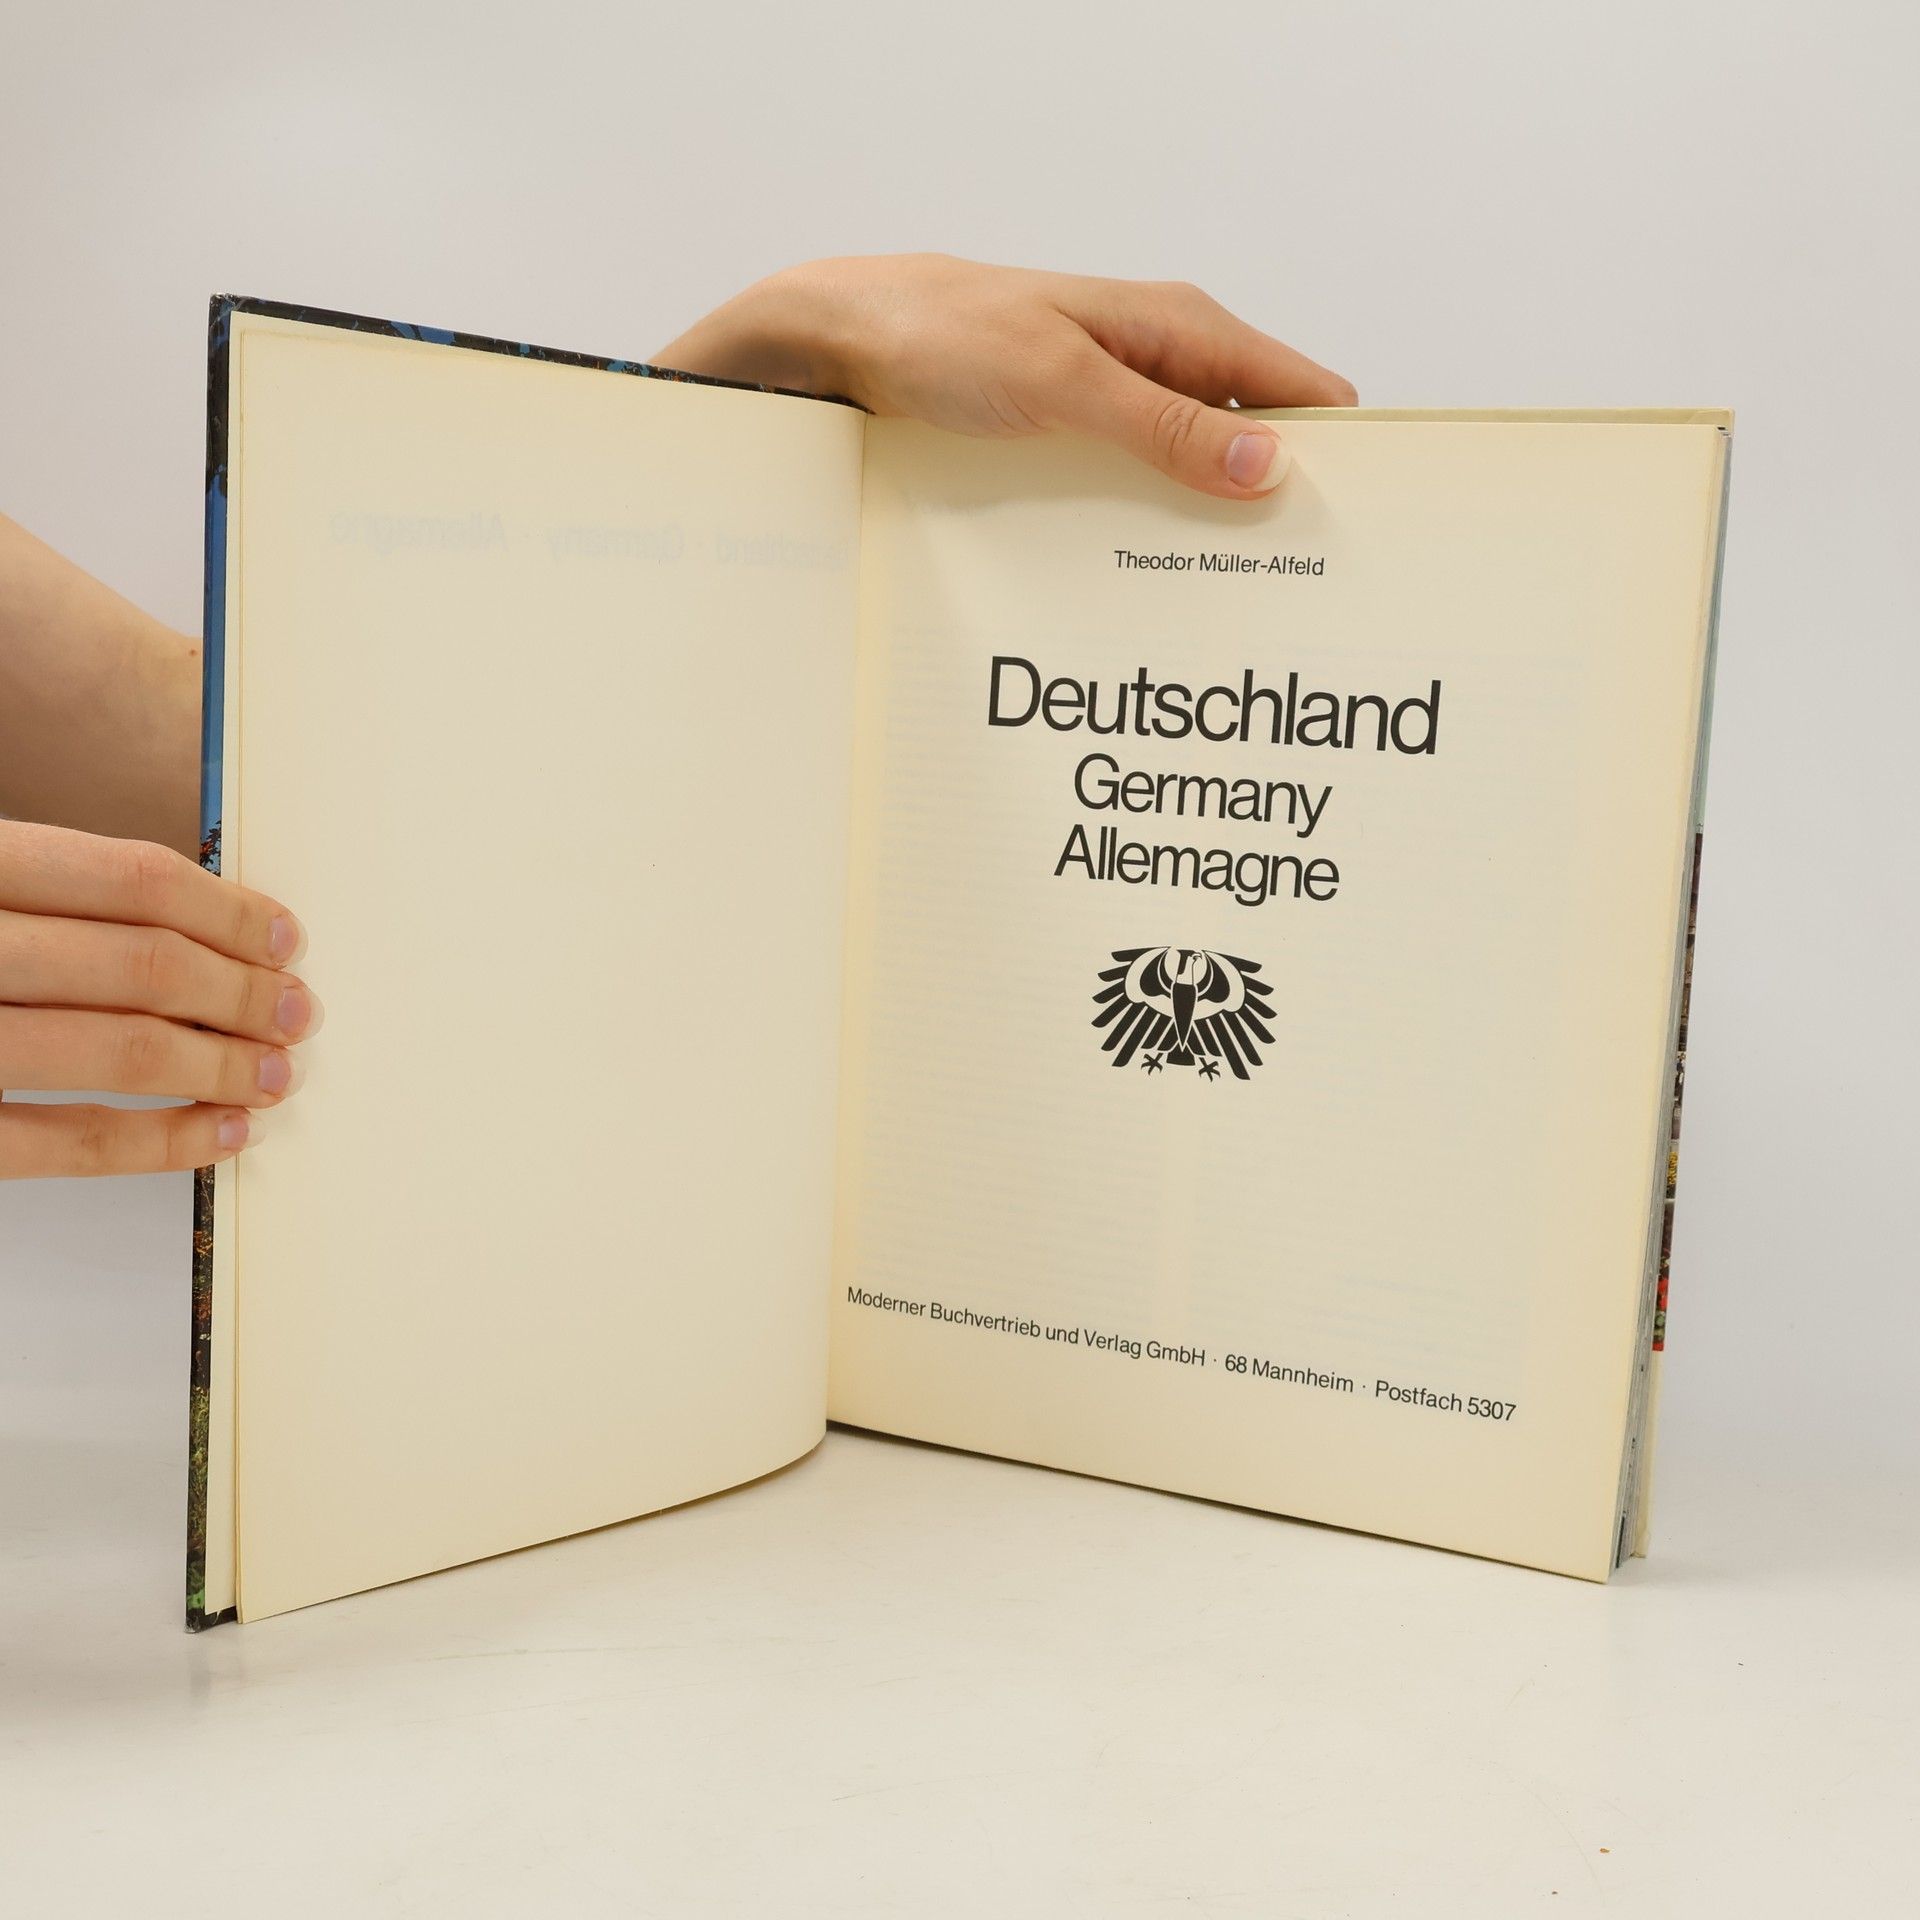 Theodor Müller-Alfeld
Deutschland
Germany
Allemagne
Moderner Buchvertrieb und Verlag GmbH · 68 Mannheim · Postfach 5307